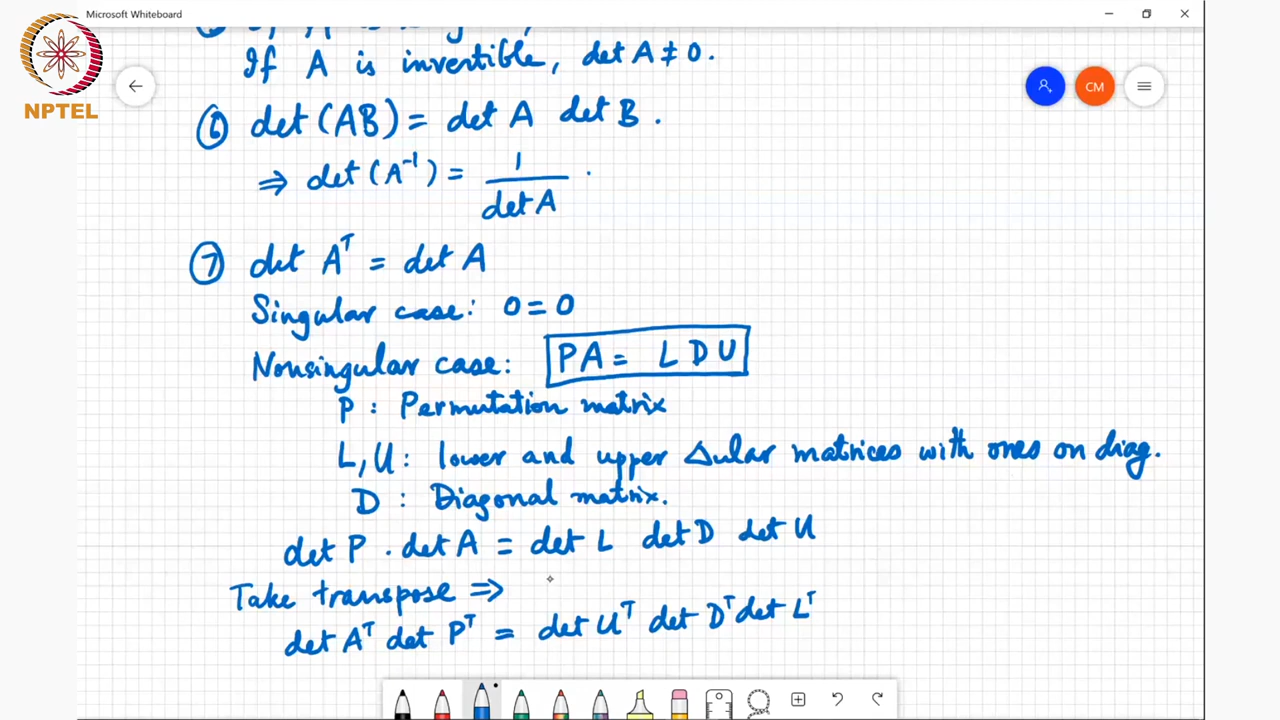 Microsoft Whiteboard
NPTEL
CM
If A is invertible, det A ≠ 0.
⑥ det (AB) = det A det B.
⇒ det (A⁻¹) = 1 / det A .
⑦ det Aᵀ = det A
Singular case: 0 = 0
Nonsingular case: PA = L D U
P : Permutation matrix
L, U : lower and upper Δular matrices with ones on diag.
D : Diagonal matrix.
det P . det A = det L det D det U
Take transpose ⇒
det Aᵀ det Pᵀ = det Uᵀ det Dᵀ det Lᵀ